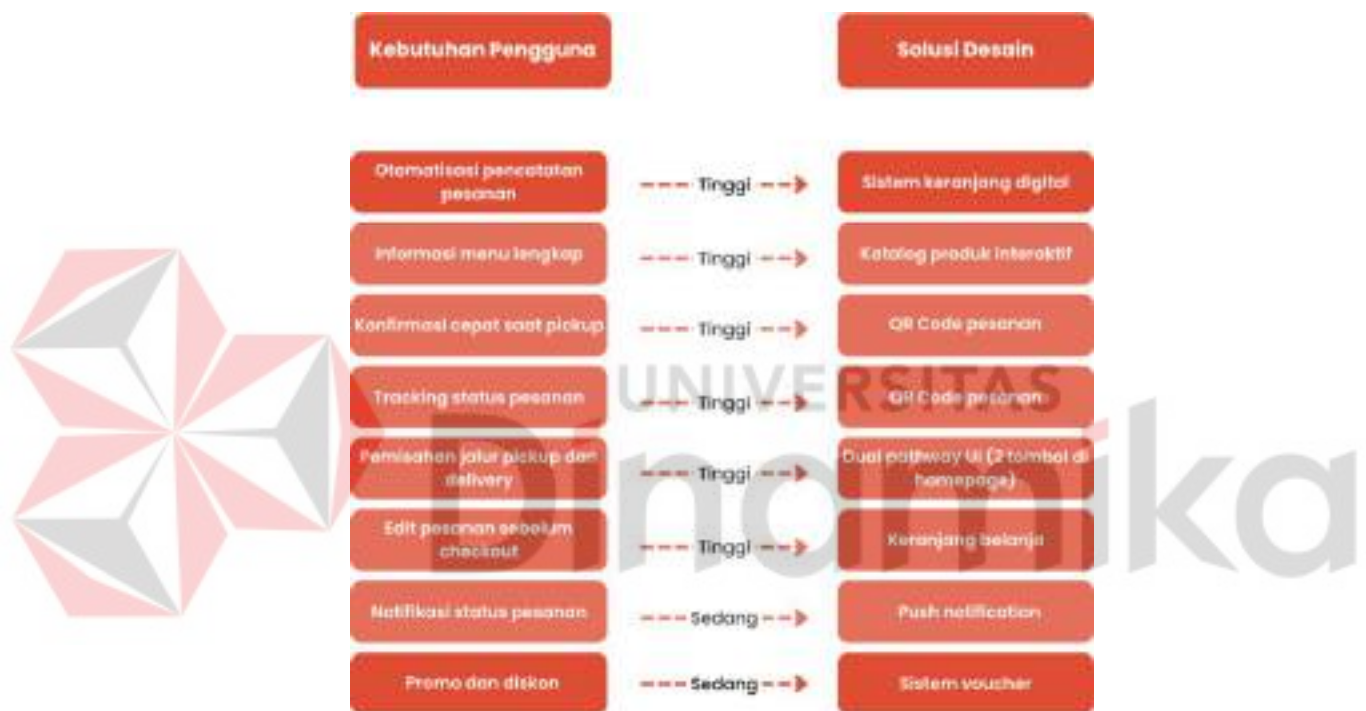 Kebutuhan Pengguna
Solusi Desain
Otomatisasi pencatatan
pesanan
Tinggi
Sistem keranjang digital
Informasi menu lengkap
Tinggi
Katalog produk interaktif
Konfirmasi cepat saat pickup
Tinggi
QR Code pesanan
Tracking status pesanan
Tinggi
QR Code pesanan
Pemisahan jalur pickup dan
delivery
Tinggi
Dual pathway UI (2 tombol di
homepage)
Edit pesanan sebelum
checkout
Tinggi
Keranjang belanja
Notifikasi status pesanan
Sedang
Push notification
Promo dan diskon
Sedang
Sistem voucher
UNIVERSITAS
Dinamika